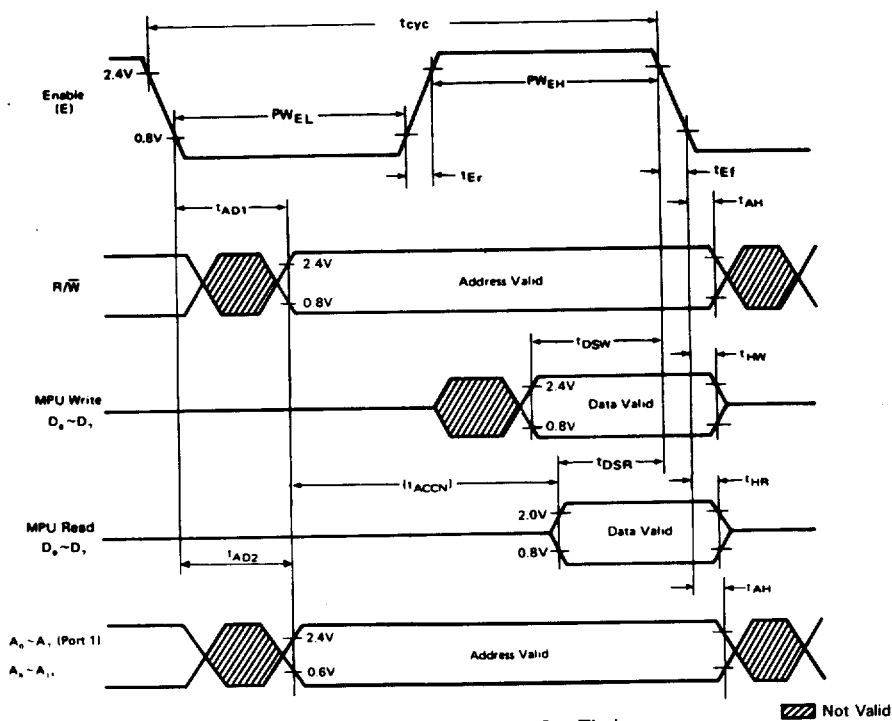 tcyc
2.4V
Enable
(E)
PWEH
PWEL
0.8V
tEr
tEf
tAD1
tAH
R/W̅
2.4V
Address Valid
0.8V
tDSW
tHW
MPU Write
D₀~D₇
2.4V
Data Valid
0.8V
tDSR
(tACCN)
tHR
MPU Read
D₀~D₇
2.0V
Data Valid
0.8V
tAD2
tAH
A₀~A₇ (Port 1)
2.4V
Address Valid
0.6V
Not Valid